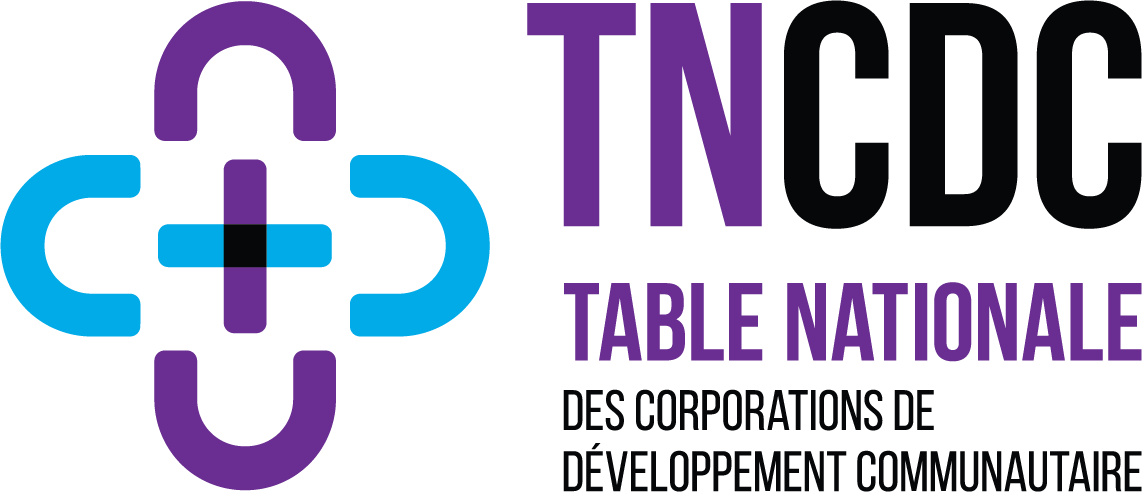 TNCDC
TABLE NATIONALE
DES CORPORATIONS DE
DÉVELOPPEMENT COMMUNAUTAIRE